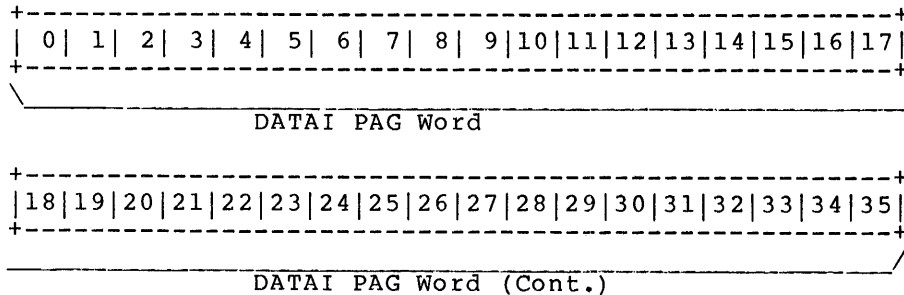 | 0| 1| 2| 3| 4| 5| 6| 7| 8| 9|10|11|12|13|14|15|16|17|
DATAI PAG Word
|18|19|20|21|22|23|24|25|26|27|28|29|30|31|32|33|34|35|
DATAI PAG Word (Cont.)